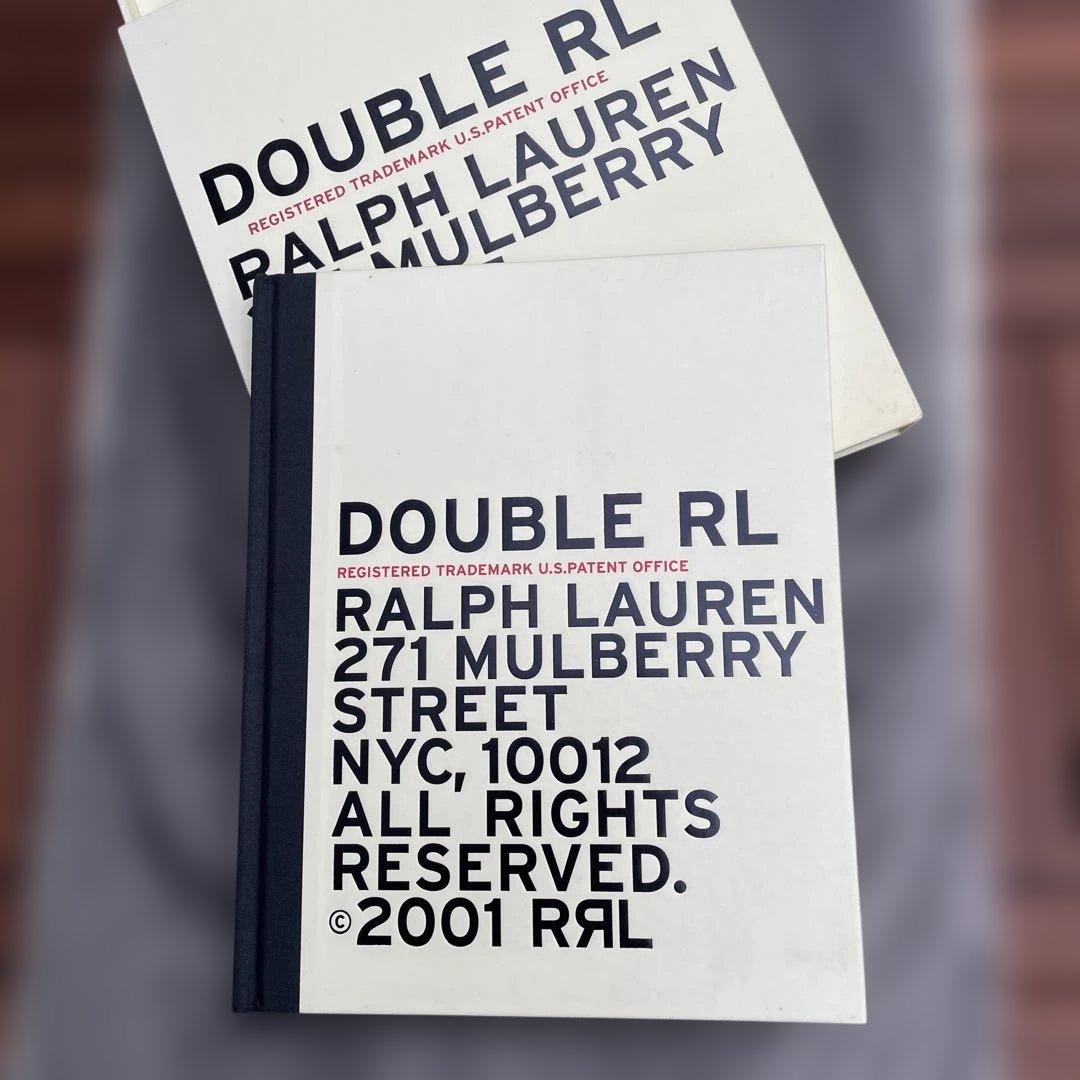 DOUBLE RL
REGISTERED TRADEMARK U.S.PATENT OFFICE
RALPH LAUREN
MULBERRY
DOUBLE RL
REGISTERED TRADEMARK U.S.PATENT OFFICE
RALPH LAUREN
271 MULBERRY
STREET
NYC, 10012
ALL RIGHTS
RESERVED.
©2001 RЯL